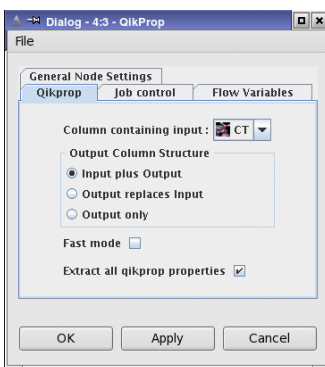 Dialog - 4:3 - QikProp
File
General Node Settings
Qikprop Job control Flow Variables
Column containing input : CT
Output Column Structure
Input plus Output
Output replaces Input
Output only
Fast mode
Extract all qikprop properties
OK Apply Cancel